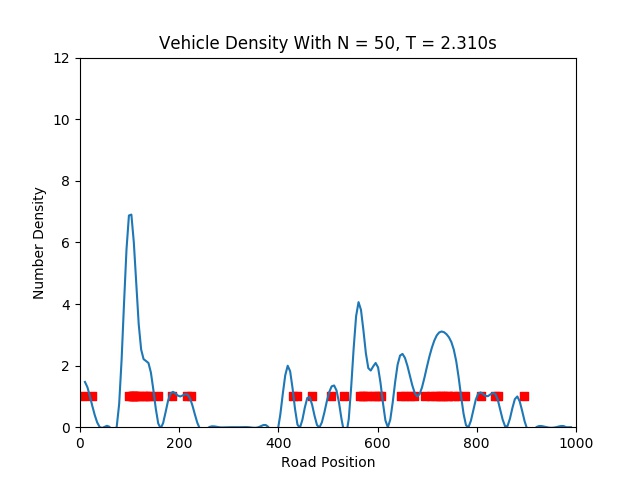 Vehicle Density With N = 50, T = 2.310s
12
10
8
6
4
2
0
Number Density
0 200 400 600 800 1000
Road Position